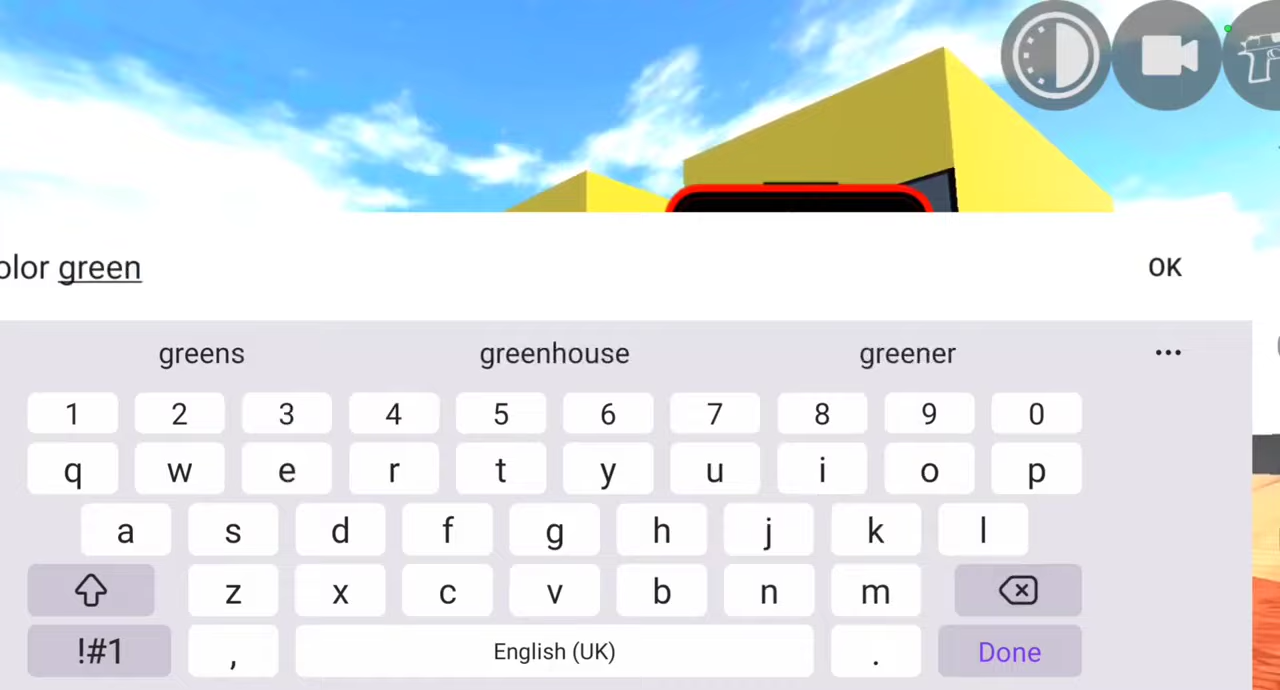 olor green
OK
greens greenhouse greener
1 2 3 4 5 6 7 8 9 0
q w e r t y u i o p
a s d f g h j k l
z x c v b n m
!#1 , English (UK) . Done